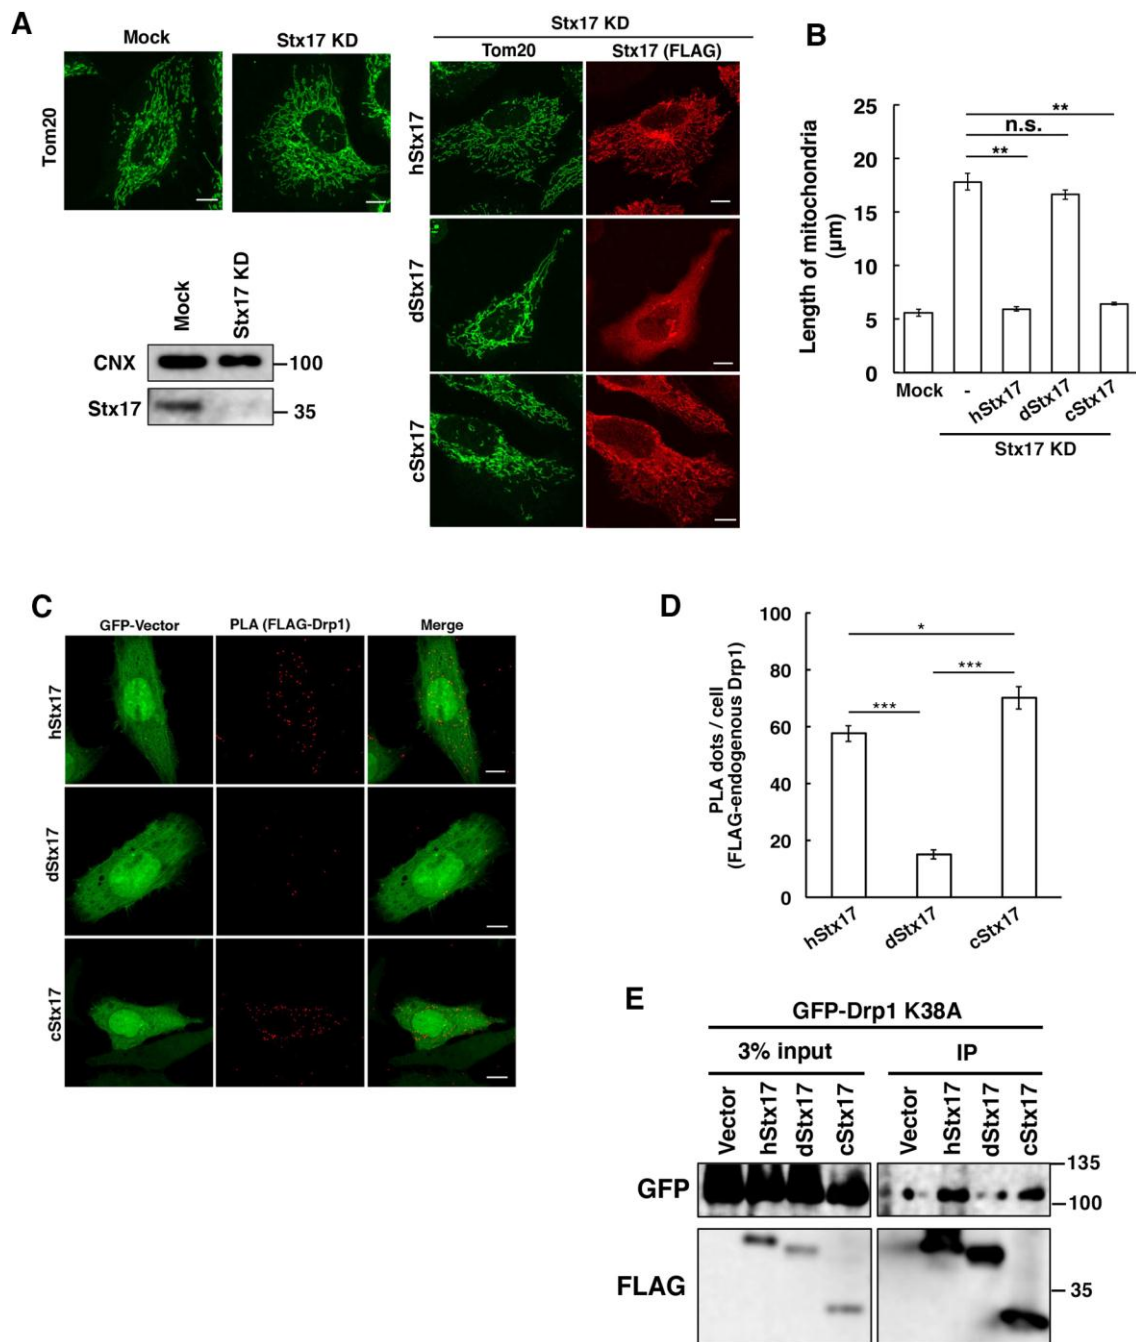 A
Mock
Stx17 KD
Tom20
Mock
Stx17 KD
CNX
100
Stx17
35
Stx17 KD
Tom20
Stx17 (FLAG)
hStx17
dStx17
cStx17
B
Length of mitochondria
(µm)
25
20
15
10
5
0
**
n.s.
**
Mock
-
hStx17
dStx17
cStx17
Stx17 KD
C
GFP-Vector
PLA (FLAG-Drp1)
Merge
hStx17
dStx17
cStx17
D
PLA dots / cell
(FLAG-endogenous Drp1)
100
80
60
40
20
0
*
***
***
hStx17
dStx17
cStx17
E
GFP-Drp1 K38A
3% input
IP
Vector
hStx17
dStx17
cStx17
Vector
hStx17
dStx17
cStx17
GFP
135
100
FLAG
35